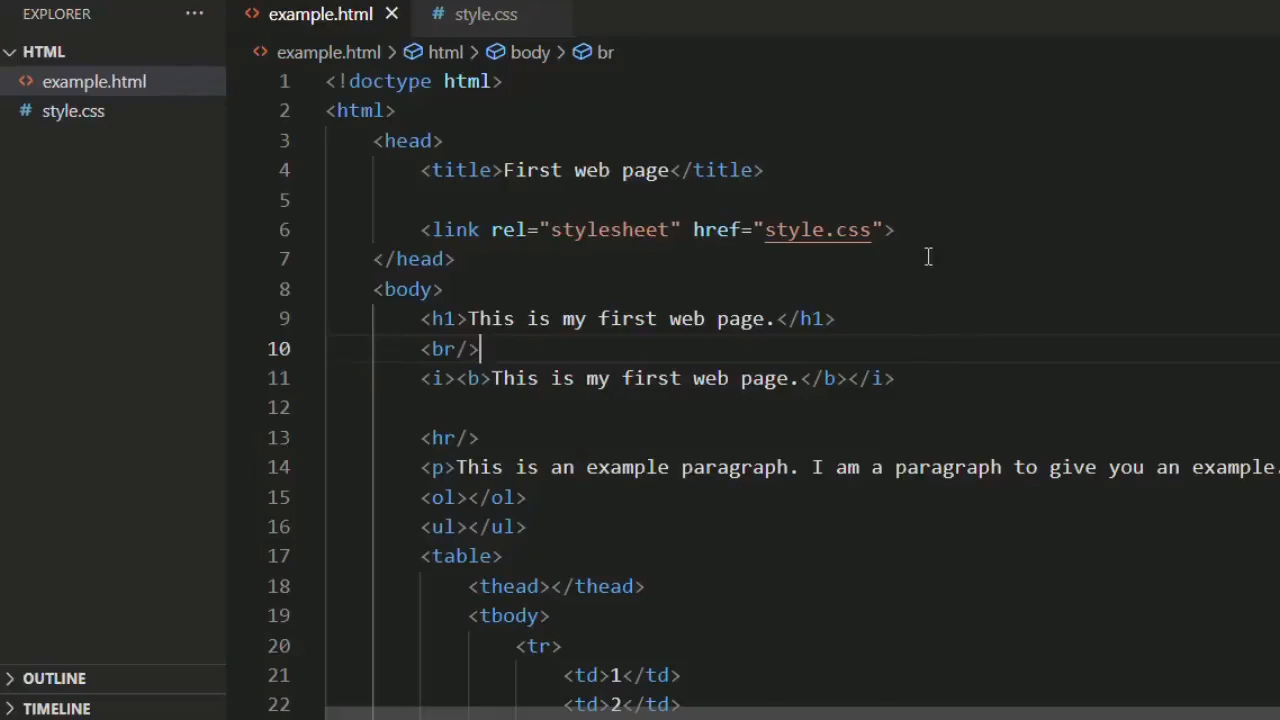 EXPLORER ···
HTML
<> example.html
# style.css
OUTLINE
TIMELINE
<> example.html × # style.css
<> example.html > html > body > br
1 <!doctype html>
2 <html>
3 <head>
4 <title>First web page</title>
5
6 <link rel="stylesheet" href="style.css">
7 </head>
8 <body>
9 <h1>This is my first web page.</h1>
10 <br/>
11 <i><b>This is my first web page.</b></i>
12
13 <hr/>
14 <p>This is an example paragraph. I am a paragraph to give you an example.
15 <ol></ol>
16 <ul></ul>
17 <table>
18 <thead></thead>
19 <tbody>
20 <tr>
21 <td>1</td>
22 <td>2</td>